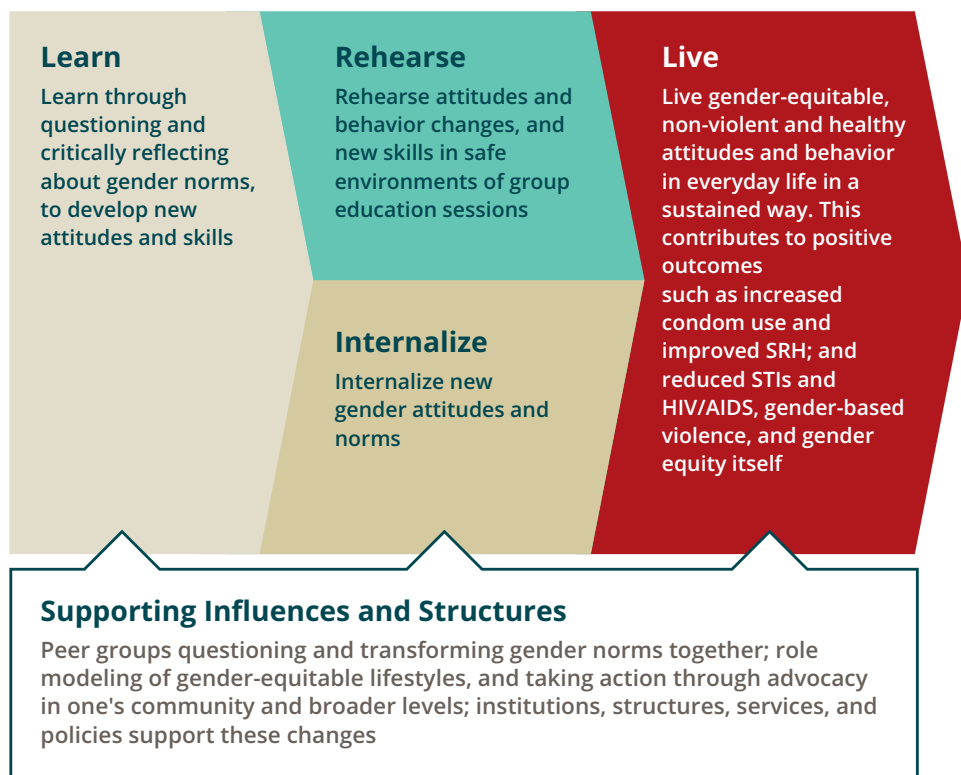 Learn
Learn through
questioning and
critically reflecting
about gender norms,
to develop new
attitudes and skills
Rehearse
Rehearse attitudes and
behavior changes, and
new skills in safe
environments of group
education sessions
Internalize
Internalize new
gender attitudes and
norms
Live
Live gender-equitable,
non-violent and healthy
attitudes and behavior
in everyday life in a
sustained way. This
contributes to positive
outcomes
such as increased
condom use and
improved SRH; and
reduced STIs and
HIV/AIDS, gender-based
violence, and gender
equity itself
Supporting Influences and Structures
Peer groups questioning and transforming gender norms together; role
modeling of gender-equitable lifestyles, and taking action through advocacy
in one's community and broader levels; institutions, structures, services, and
policies support these changes